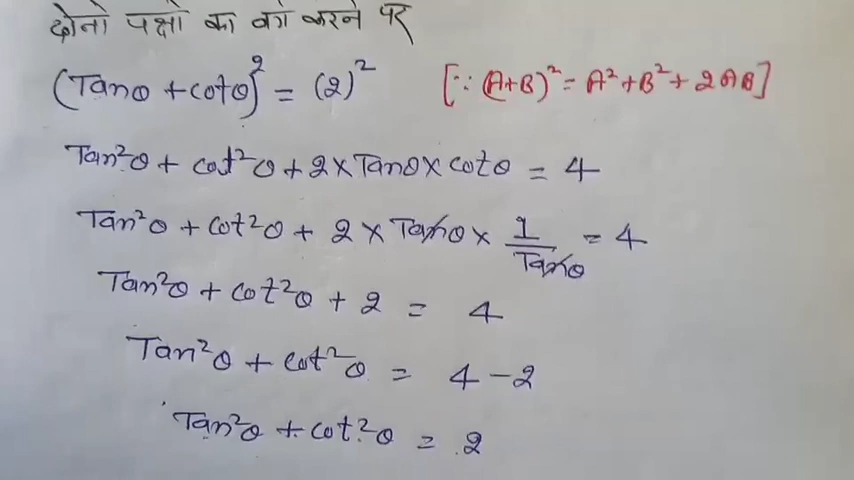 दोनो पक्षो का वर्ग करने पर
(Tanθ + cotθ)² = (2)² [∵ (A+B)² = A² + B² + 2AB]
Tan²θ + cot²θ + 2 × Tanθ × cotθ = 4
Tan²θ + cot²θ + 2 × Tanθ × 1/Tanθ = 4
Tan²θ + cot²θ + 2 = 4
Tan²θ + cot²θ = 4 - 2
Tan²θ + cot²θ = 2